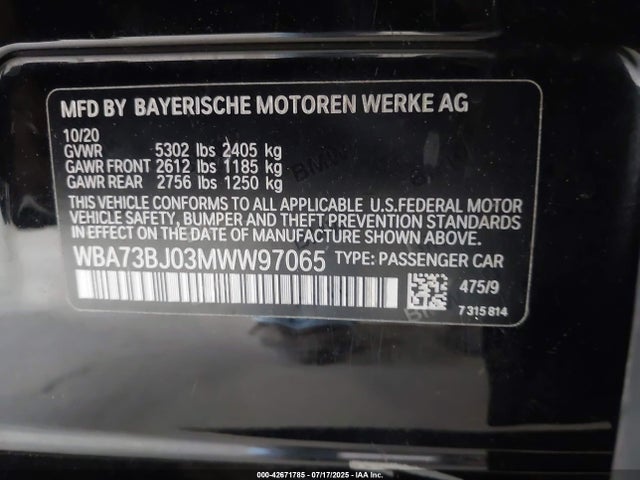 MFD BY BAYERISCHE MOTOREN WERKE AG
10/20
GVWR 5302 lbs 2405 kg
GAWR FRONT 2612 lbs 1185 kg
GAWR REAR 2756 lbs 1250 kg
THIS VEHICLE CONFORMS TO ALL APPLICABLE U.S.FEDERAL MOTOR
VEHICLE SAFETY, BUMPER AND THEFT PREVENTION STANDARDS
IN EFFECT ON THE DATE OF MANUFACTURE SHOWN ABOVE.
WBA73BJ03MWW97065 TYPE: PASSENGER CAR
475/9
7315814
000-42671785 - 07/17/2025 - IAA Inc.